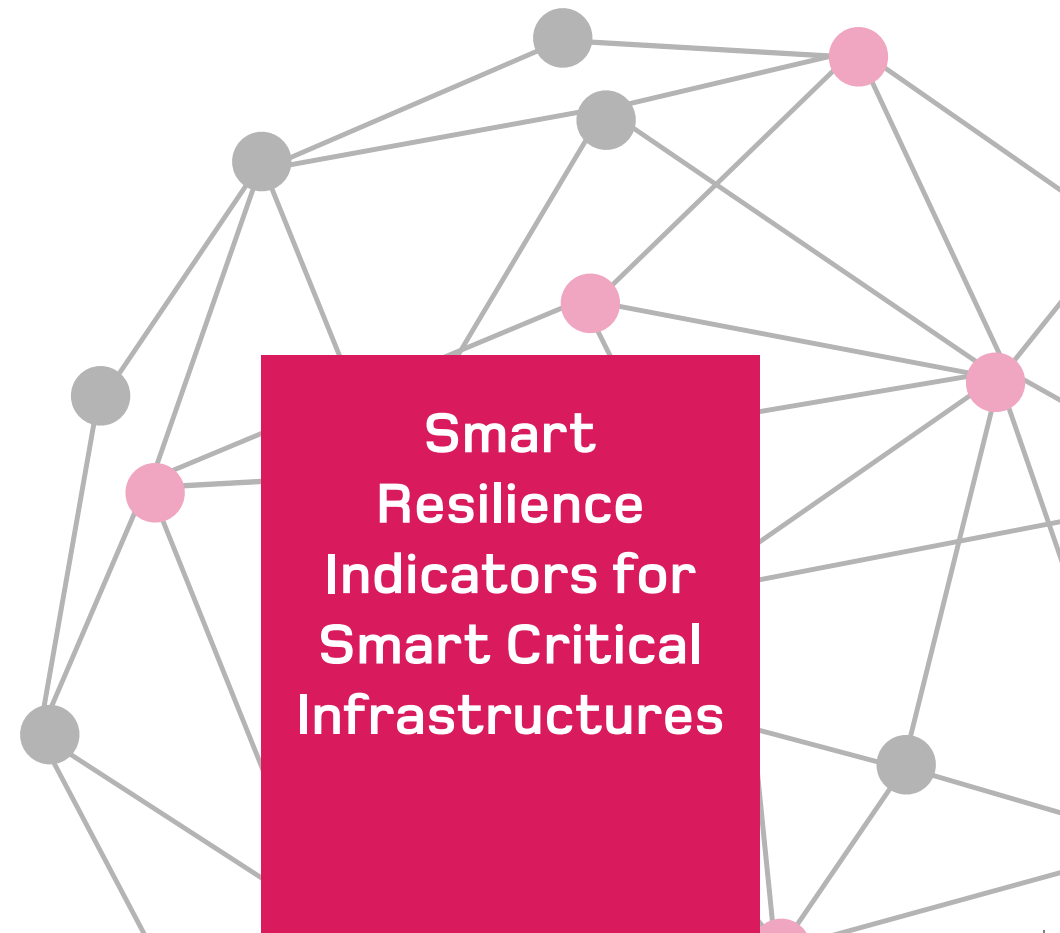 Smart
Resilience
Indicators for
Smart Critical
Infrastructures